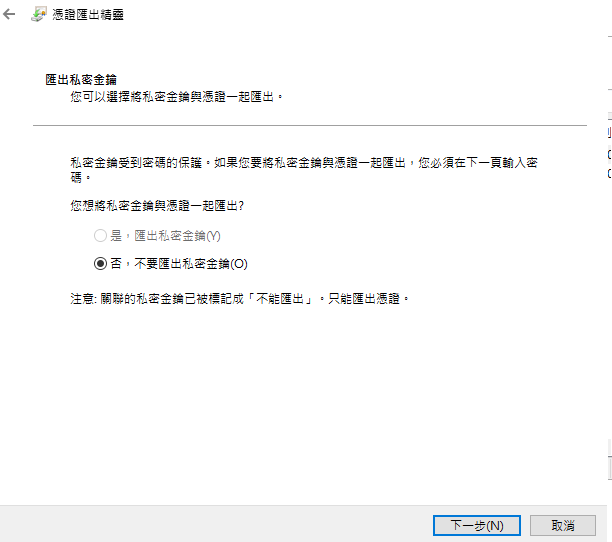 憑證匯出精靈
匯出私密金鑰
您可以選擇將私密金鑰與憑證一起匯出。
私密金鑰受到密碼的保護。如果您要將私密金鑰與憑證一起匯出，您必須在下一頁輸入密
碼。
您想將私密金鑰與憑證一起匯出?
是，匯出私密金鑰(Y)
否，不要匯出私密金鑰(O)
注意: 關聯的私密金鑰已被標記成「不能匯出」。只能匯出憑證。
下一步(N)
取消